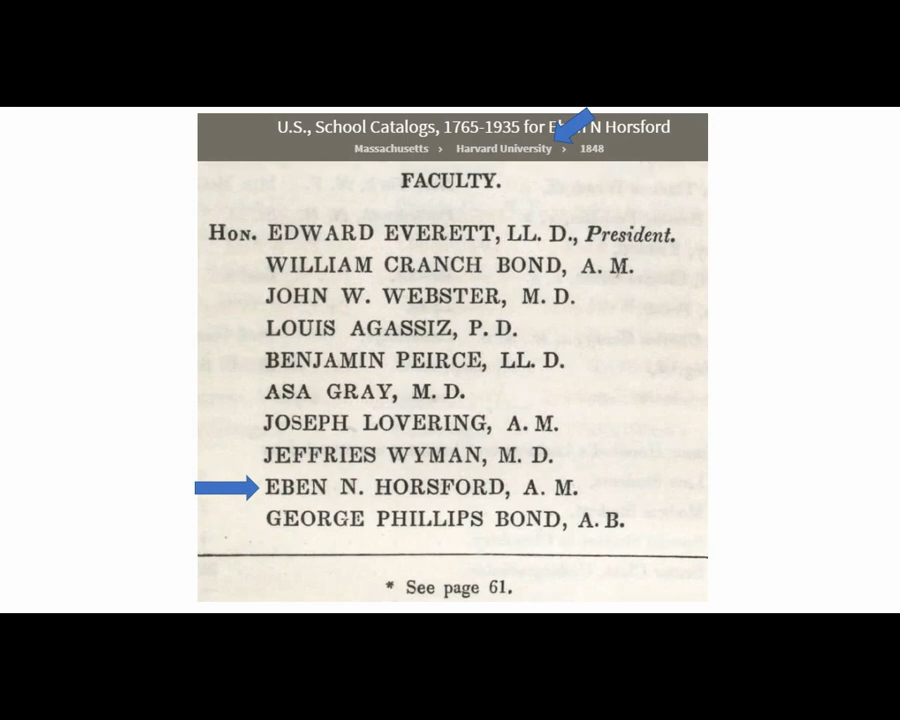 U.S., School Catalogs, 1765-1935 for Eben N Horsford
Massachusetts › Harvard University › 1848
FACULTY.
HON. EDWARD EVERETT, LL. D., President.
WILLIAM CRANCH BOND, A. M.
JOHN W. WEBSTER, M. D.
LOUIS AGASSIZ, P. D.
BENJAMIN PEIRCE, LL. D.
ASA GRAY, M. D.
JOSEPH LOVERING, A. M.
JEFFRIES WYMAN, M. D.
EBEN N. HORSFORD, A. M.
GEORGE PHILLIPS BOND, A. B.
* See page 61.